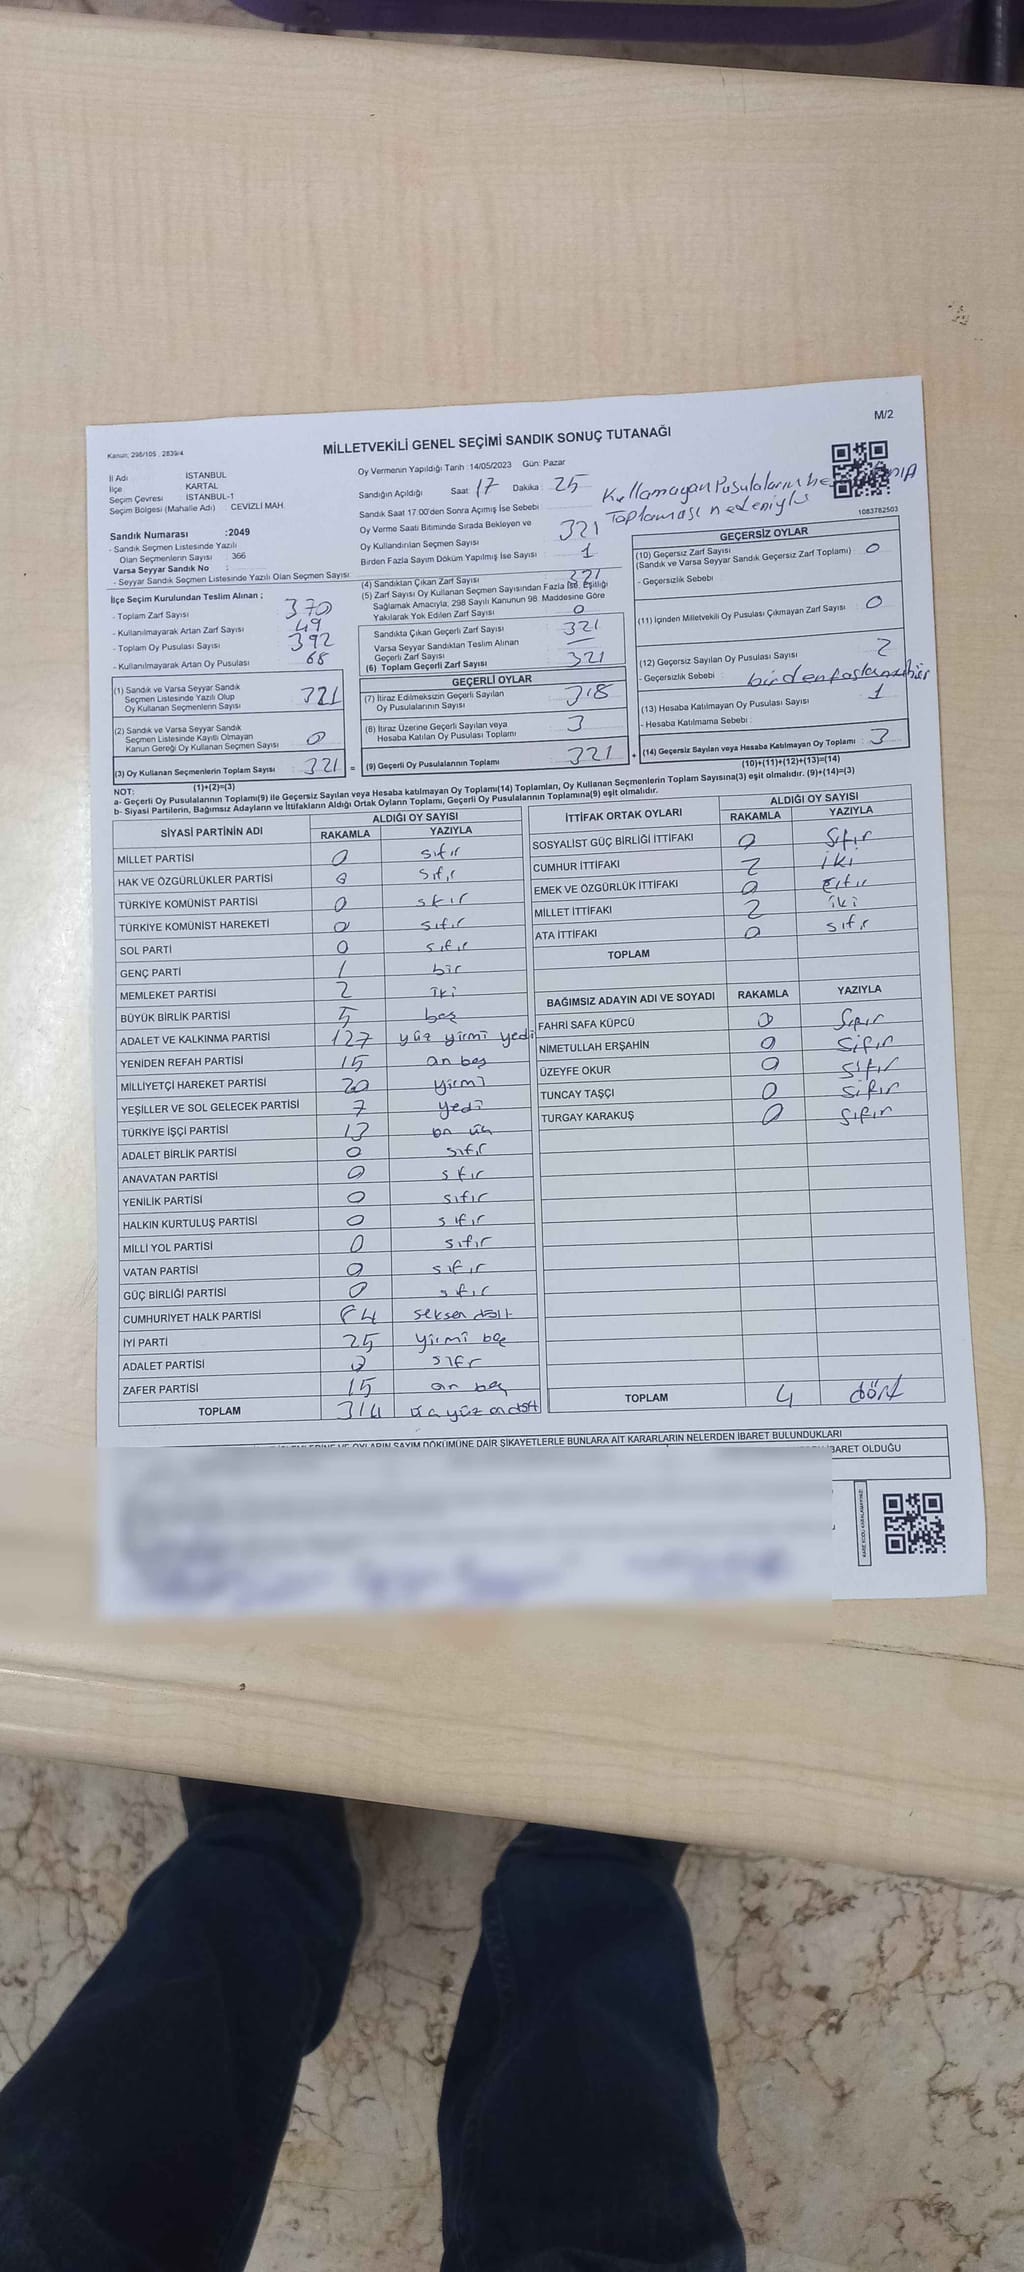 M/2
Kanun: 298/105 , 2839/4
MİLLETVEKİLİ GENEL SEÇİMİ SANDIK SONUÇ TUTANAĞI
İl Adı : İSTANBUL
İlçe : KARTAL
Seçim Çevresi : İSTANBUL-1
Seçim Bölgesi (Mahalle Adı) : CEVİZLİ MAH
Sandık Numarası :2049
- Sandık Seçmen Listesinde Yazılı
Olan Seçmenlerin Sayısı : 366
Varsa Seyyar Sandık No :
- Seyyar Sandık Seçmen Listesinde Yazılı Olan Seçmen Sayısı :
Oy Vermenin Yapıldığı Tarih :14/05/2023 Gün: Pazar
Sandığın Açıldığı Saat: 17 Dakika : 25
Sandık Saat 17:00'den Sonra Açılmış İse Sebebi
Kullamayan Pusulaların
Toplaması nedeniyle
Oy Verme Saati Bitiminde Sırada Bekleyen ve
Oy Kullandırılan Seçmen Sayısı 321
Birden Fazla Sayım Döküm Yapılmış İse Sayısı 1
1083782503
İlçe Seçim Kurulundan Teslim Alınan ;
- Toplam Zarf Sayısı : 370
- Kullanılmayarak Artan Zarf Sayısı : 49
- Toplam Oy Pusulası Sayısı : 392
- Kullanılmayarak Artan Oy Pusulası : 68
(1) Sandık ve Varsa Seyyar Sandık
Seçmen Listesinde Yazılı Olup
Oy Kullanan Seçmenlerin Sayısı : 321
(2) Sandık ve Varsa Seyyar Sandık
Seçmen Listesinde Kayıtlı Olmayan
Kanun Gereği Oy Kullanan Seçmen Sayısı : 0
(3) Oy Kullanan Seçmenlerin Toplam Sayısı : 321
(1)+(2)=(3)
(4) Sandıktan Çıkan Zarf Sayısı 321
(5) Zarf Sayısı Oy Kullanan Seçmen Sayısından Fazla İse, Eşitliği
Sağlamak Amacıyla, 298 Sayılı Kanunun 98. Maddesine Göre
Yakılarak Yok Edilen Zarf Sayısı 0
Sandıkta Çıkan Geçerli Zarf Sayısı : 321
Varsa Seyyar Sandıktan Teslim Alınan
Geçerli Zarf Sayısı : —
(6) Toplam Geçerli Zarf Sayısı : 321
GEÇERLİ OYLAR
(7) İtiraz Edilmeksizin Geçerli Sayılan
Oy Pusulalarının Sayısı : 318
(8) İtiraz Üzerine Geçerli Sayılan veya
Hesaba Katılan Oy Pusulası Toplamı : 3
= (9) Geçerli Oy Pusulalarının Toplamı : 321 +
GEÇERSİZ OYLAR
(10) Geçersiz Zarf Sayısı
(Sandık ve Varsa Seyyar Sandık Geçersiz Zarf Toplamı) : 0
- Geçersizlik Sebebi :
(11) İçinden Milletvekili Oy Pusulası Çıkmayan Zarf Sayısı : 0
(12) Geçersiz Sayılan Oy Pusulası Sayısı : 2
- Geçersizlik Sebebi : birden
(13) Hesaba Katılmayan Oy Pusulası Sayısı : 1
- Hesaba Katılmama Sebebi :
(14) Geçersiz Sayılan veya Hesaba Katılmayan Oy Toplamı : 3
(10)+(11)+(12)+(13)=(14)
NOT:
a- Geçerli Oy Pusulalarının Toplamı(9) ile Geçersiz Sayılan veya Hesaba katılmayan Oy Toplamı(14) Toplamları, Oy Kullanan Seçmenlerin Toplam Sayısına(3) eşit olmalıdır. (9)+(14)=(3)
b- Siyasi Partilerin, Bağımsız Adayların ve İttifakların Aldığı Ortak Oyların Toplamı, Geçerli Oy Pusulalarının Toplamına(9) eşit olmalıdır.
SİYASİ PARTİNİN ADI ALDIĞI OY SAYISI
RAKAMLA YAZIYLA
MİLLET PARTİSİ 0 sıfır
HAK VE ÖZGÜRLÜKLER PARTİSİ 0 sıfır
TÜRKİYE KOMÜNİST PARTİSİ 0 sıfır
TÜRKİYE KOMÜNİST HAREKETİ 0 sıfır
SOL PARTİ 0 sıfır
GENÇ PARTİ 1 bir
MEMLEKET PARTİSİ 2 iki
BÜYÜK BİRLİK PARTİSİ 5 beş
ADALET VE KALKINMA PARTİSİ 127 yüz yirmi yedi
YENİDEN REFAH PARTİSİ 15 on beş
MİLLİYETÇİ HAREKET PARTİSİ 20 yirmi
YEŞİLLER VE SOL GELECEK PARTİSİ 7 yedi
TÜRKİYE İŞÇİ PARTİSİ 13 on üç
ADALET BİRLİK PARTİSİ 0 sıfır
ANAVATAN PARTİSİ 0 sıfır
YENİLİK PARTİSİ 0 sıfır
HALKIN KURTULUŞ PARTİSİ 0 sıfır
MİLLİ YOL PARTİSİ 0 sıfır
VATAN PARTİSİ 0 sıfır
GÜÇ BİRLİĞİ PARTİSİ 0 sıfır
CUMHURİYET HALK PARTİSİ 84 seksen dört
İYİ PARTİ 25 yirmi beş
ADALET PARTİSİ 0 sıfır
ZAFER PARTİSİ 15 on beş
TOPLAM 314 üç yüz on dört
İTTİFAK ORTAK OYLARI ALDIĞI OY SAYISI
RAKAMLA YAZIYLA
SOSYALİST GÜÇ BİRLİĞİ İTTİFAKI 0 sıfır
CUMHUR İTTİFAKI 2 iki
EMEK VE ÖZGÜRLÜK İTTİFAKI 0 sıfır
MİLLET İTTİFAKI 2 iki
ATA İTTİFAKI 0 sıfır
TOPLAM
BAĞIMSIZ ADAYIN ADI VE SOYADI RAKAMLA YAZIYLA
FAHRİ SAFA KÜPCÜ 0 sıfır
NİMETULLAH ERŞAHİN 0 sıfır
ÜZEYFE OKUR 0 sıfır
TUNCAY TAŞÇI 0 sıfır
TURGAY KARAKUŞ 0 sıfır
TOPLAM 4 dört
OYLARIN SAYIM DÖKÜMÜNE DAİR ŞİKAYETLERLE BUNLARA AİT KARARLARIN NELERDEN İBARET BULUNDUKLARI
İBARET OLDUĞU